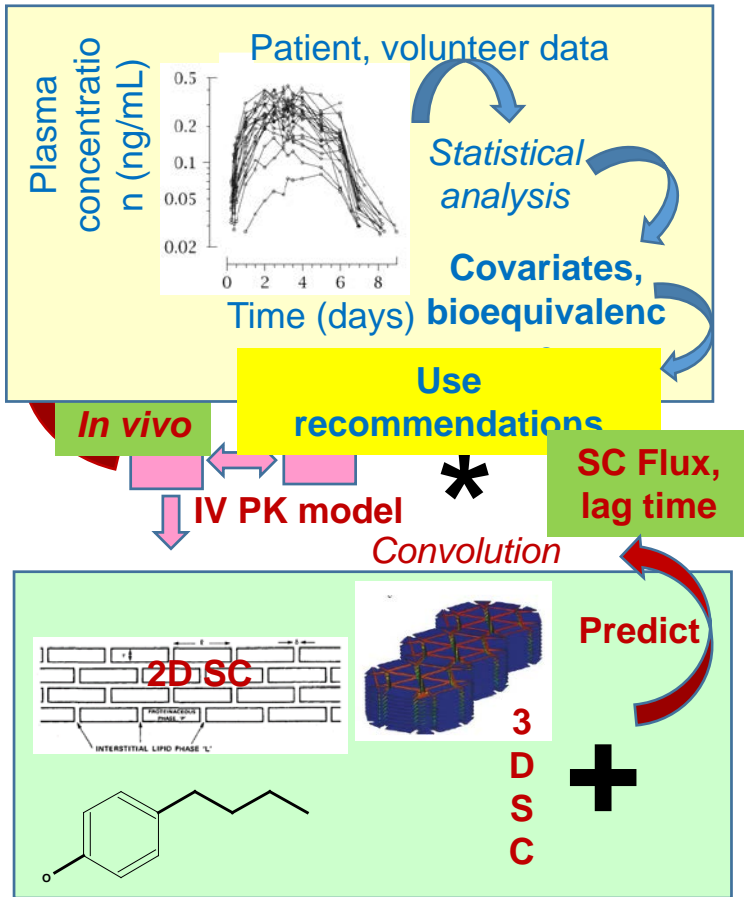 Patient, volunteer data
Plasma
concentratio
n (ng/mL)
0.5
0.2
0.1
0.05
0.02
0 2 4 6 8
Time (days)
Statistical
analysis
Covariates,
bioequivalenc
Use
recommendations
In vivo
*
SC Flux,
lag time
IV PK model
Convolution
Predict
2D SC
PROTEINACEOUS
PHASE 'P'
INTERSTITIAL LIPID PHASE 'L'
3
D
S
C
+
O